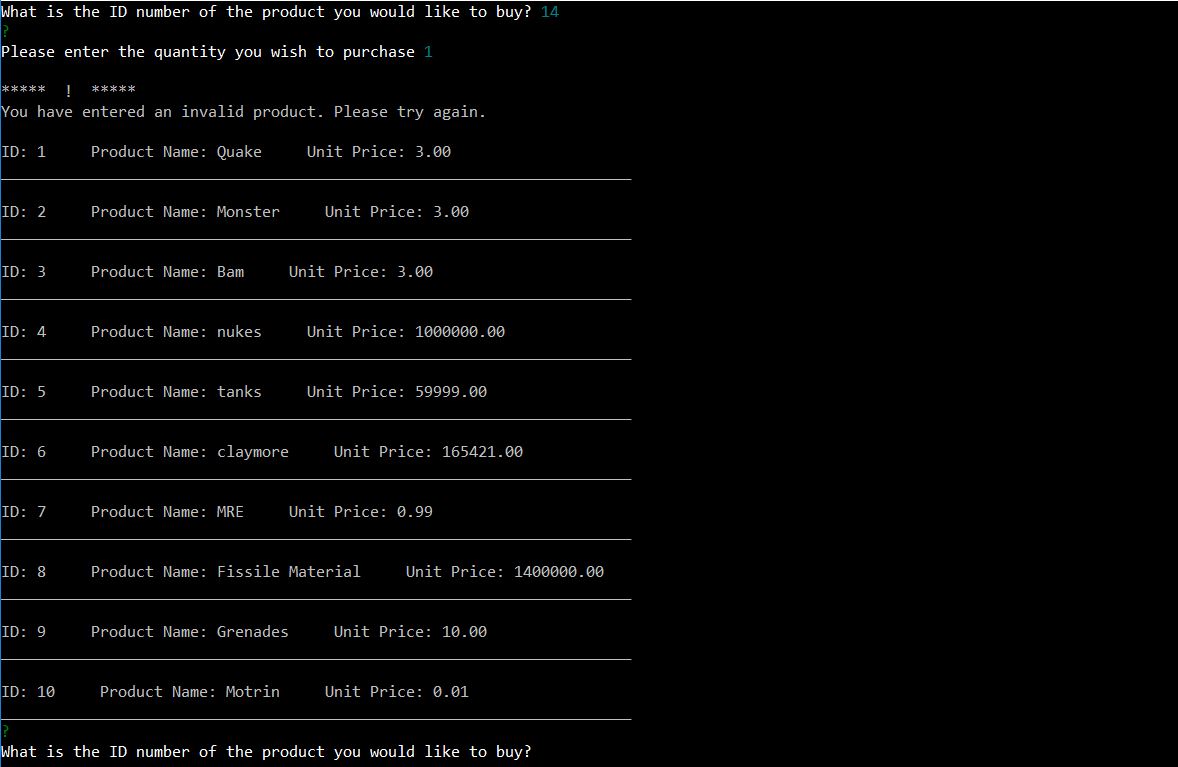 What is the ID number of the product you would like to buy? 14
?
Please enter the quantity you wish to purchase 1
*****  !  *****
You have entered an invalid product. Please try again.
ID: 1     Product Name: Quake     Unit Price: 3.00
ID: 2     Product Name: Monster     Unit Price: 3.00
ID: 3     Product Name: Bam     Unit Price: 3.00
ID: 4     Product Name: nukes     Unit Price: 1000000.00
ID: 5     Product Name: tanks     Unit Price: 59999.00
ID: 6     Product Name: claymore     Unit Price: 165421.00
ID: 7     Product Name: MRE     Unit Price: 0.99
ID: 8     Product Name: Fissile Material     Unit Price: 1400000.00
ID: 9     Product Name: Grenades     Unit Price: 10.00
ID: 10     Product Name: Motrin     Unit Price: 0.01
?
What is the ID number of the product you would like to buy?